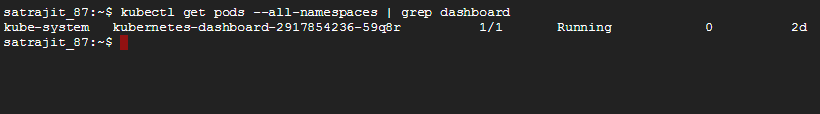 satrajit_87:~$ kubectl get pods --all-namespaces | grep dashboard
kube-system   kubernetes-dashboard-2917854236-59q8r          1/1       Running            0          2d
satrajit_87:~$